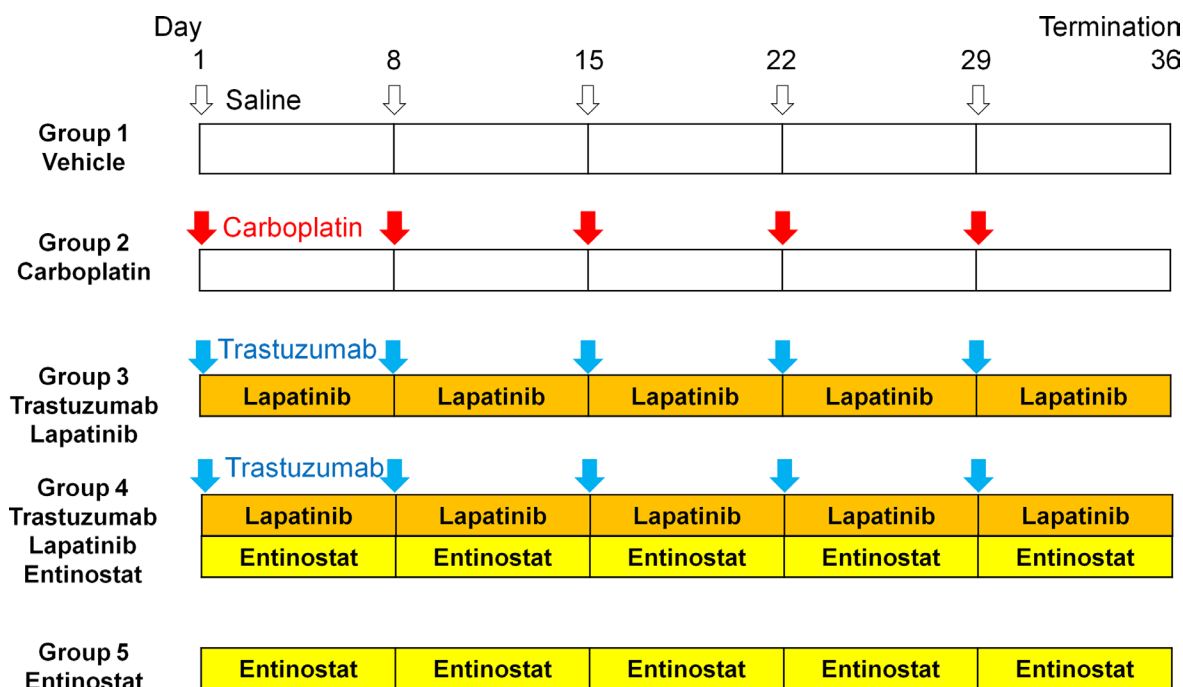 Day Termination
1 8 15 22 29 36
Saline
Group 1
Vehicle
Carboplatin
Group 2
Carboplatin
Trastuzumab
Group 3
Trastuzumab
Lapatinib
Lapatinib Lapatinib Lapatinib Lapatinib Lapatinib
Trastuzumab
Group 4
Trastuzumab
Lapatinib
Entinostat
Lapatinib Lapatinib Lapatinib Lapatinib Lapatinib
Entinostat Entinostat Entinostat Entinostat Entinostat
Group 5
Entinostat
Entinostat Entinostat Entinostat Entinostat Entinostat